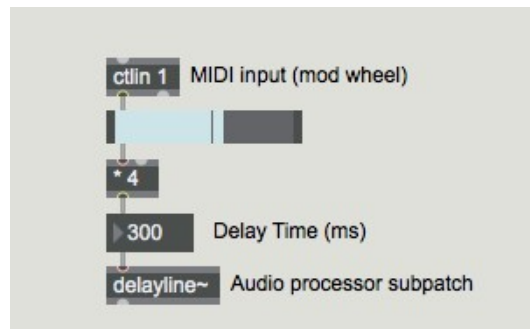 ctlin 1 MIDI input (mod wheel)
* 4
300 Delay Time (ms)
delayline~ Audio processor subpatch